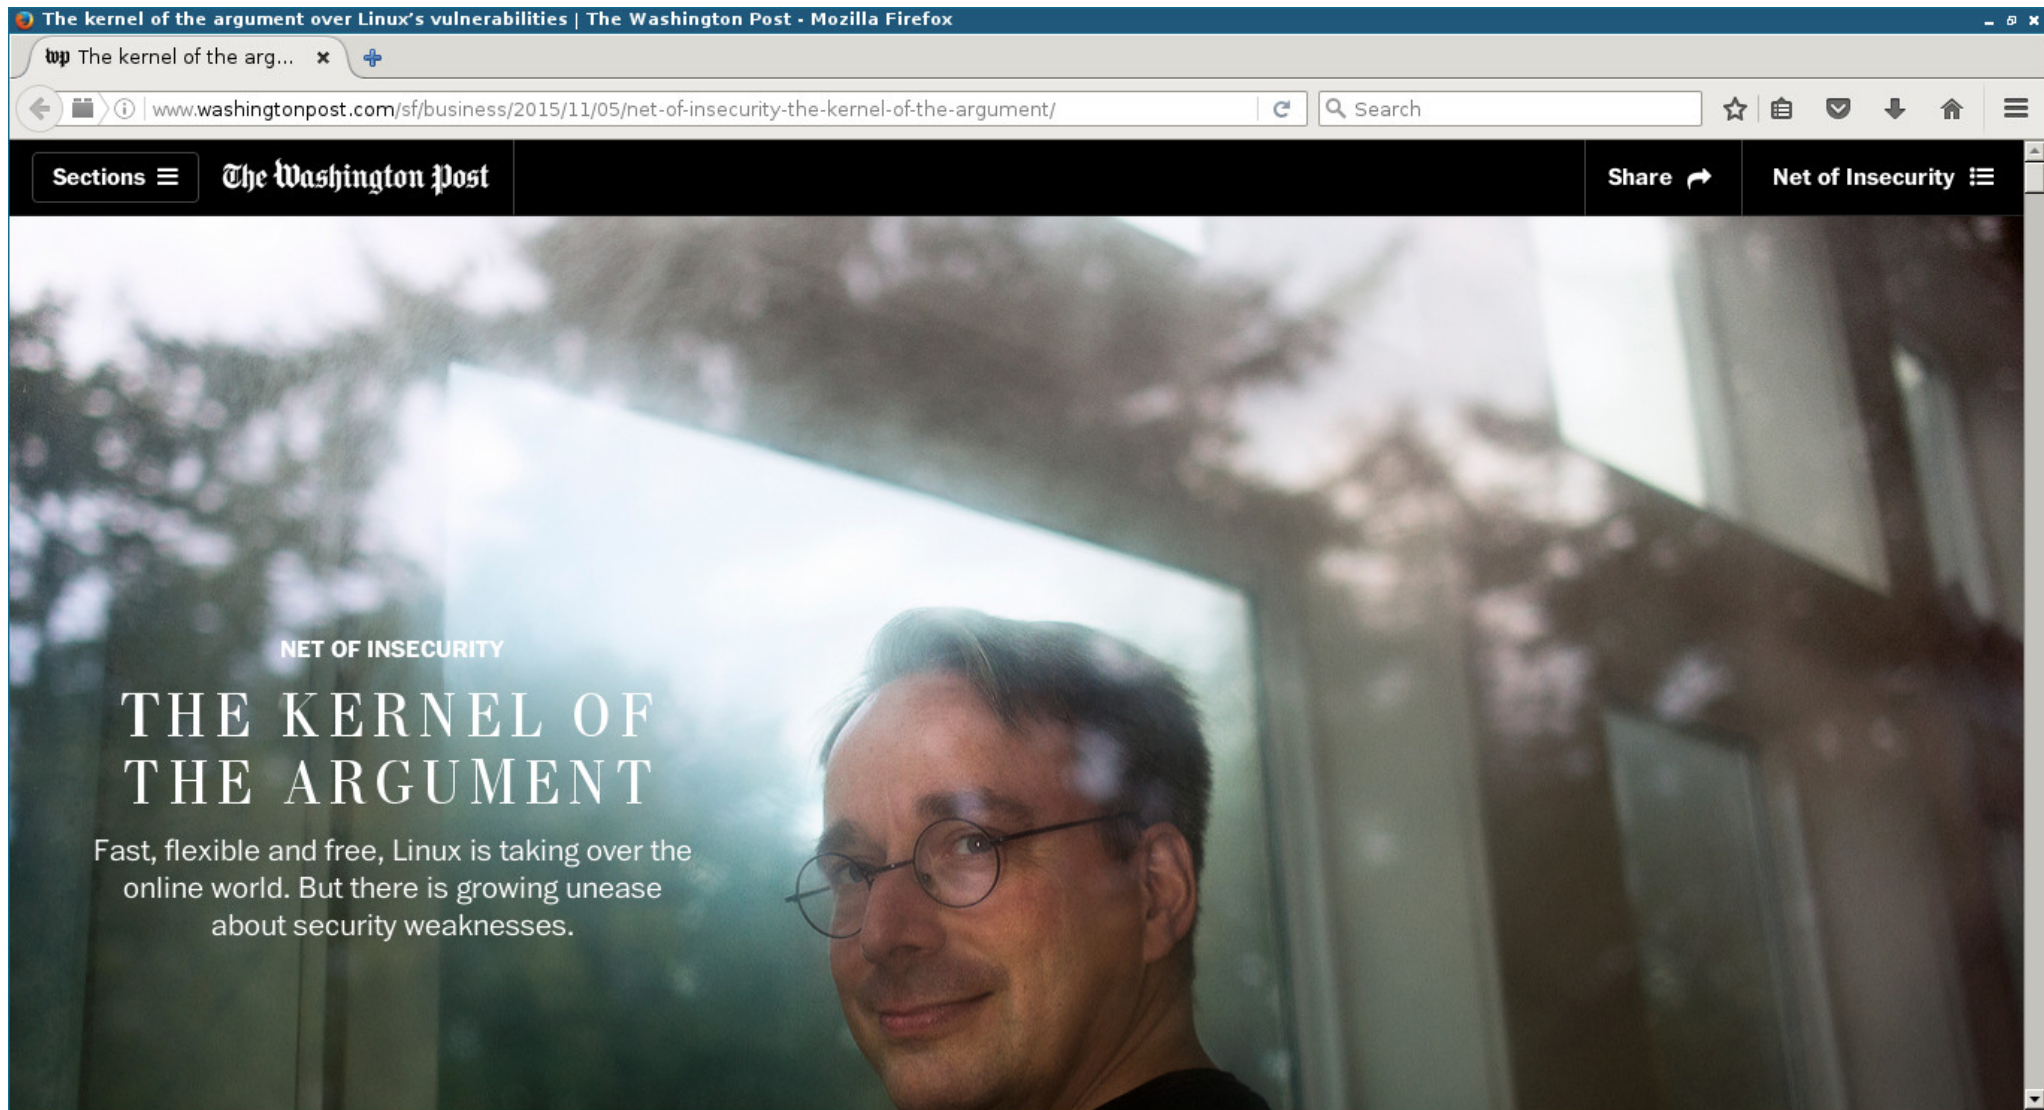 The kernel of the argument over Linux’s vulnerabilities | The Washington Post - Mozilla Firefox
wp The kernel of the arg...
www.washingtonpost.com/sf/business/2015/11/05/net-of-insecurity-the-kernel-of-the-argument/
Search
Sections
The Washington Post
Share
Net of Insecurity
NET OF INSECURITY
THE KERNEL OF
THE ARGUMENT
Fast, flexible and free, Linux is taking over the
online world. But there is growing unease
about security weaknesses.